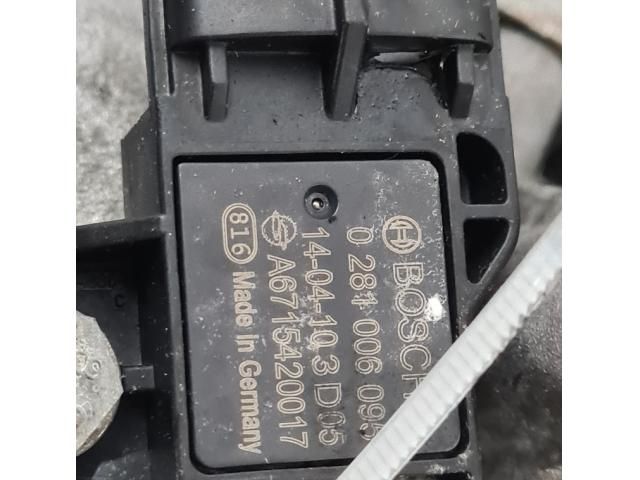 BOSCH
0 281 006 095
14-04-10 3 D05
A6715420017
816 Made in Germany